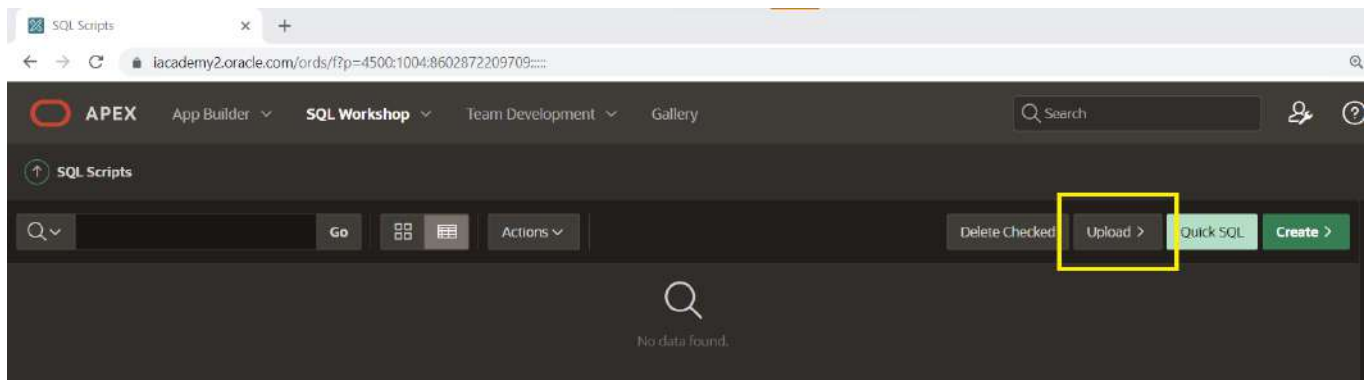 SQL Scripts
iacademy2.oracle.com/ords/f?p=4500:1004:8602872209709:::::
APEX App Builder SQL Workshop Team Development Gallery Search
SQL Scripts
Go Actions Delete Checked Upload > Quick SQL Create >
No data found.